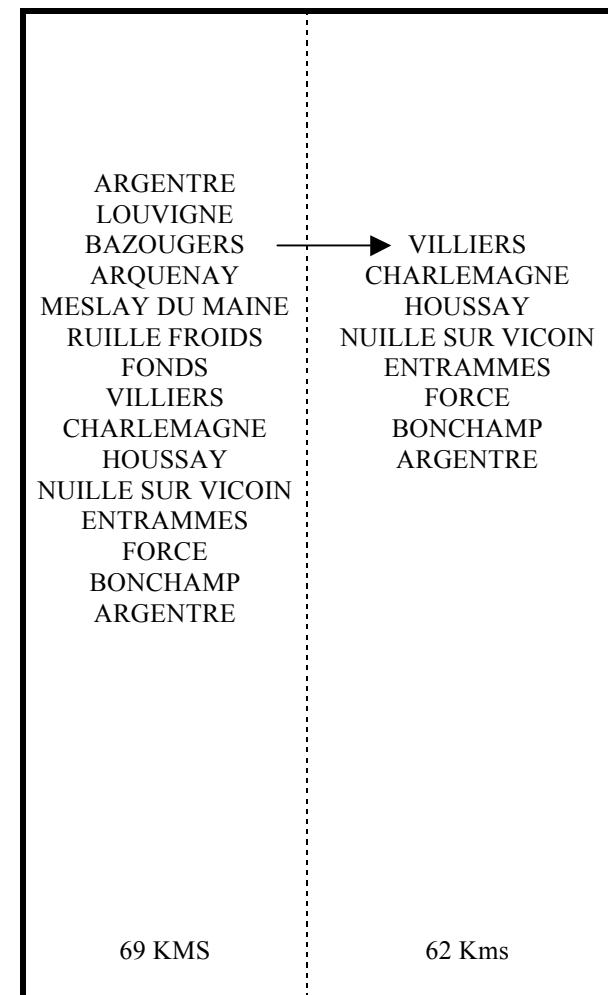 ARGENTRE
LOUVIGNE
BAZOUGERS
ARQUENAY
MESLAY DU MAINE
RUILLE FROIDS
FONDS
VILLIERS
CHARLEMAGNE
HOUSSAY
NUILLE SUR VICOIN
ENTRAMMES
FORCE
BONCHAMP
ARGENTRE
69 KMS
VILLIERS
CHARLEMAGNE
HOUSSAY
NUILLE SUR VICOIN
ENTRAMMES
FORCE
BONCHAMP
ARGENTRE
62 Kms